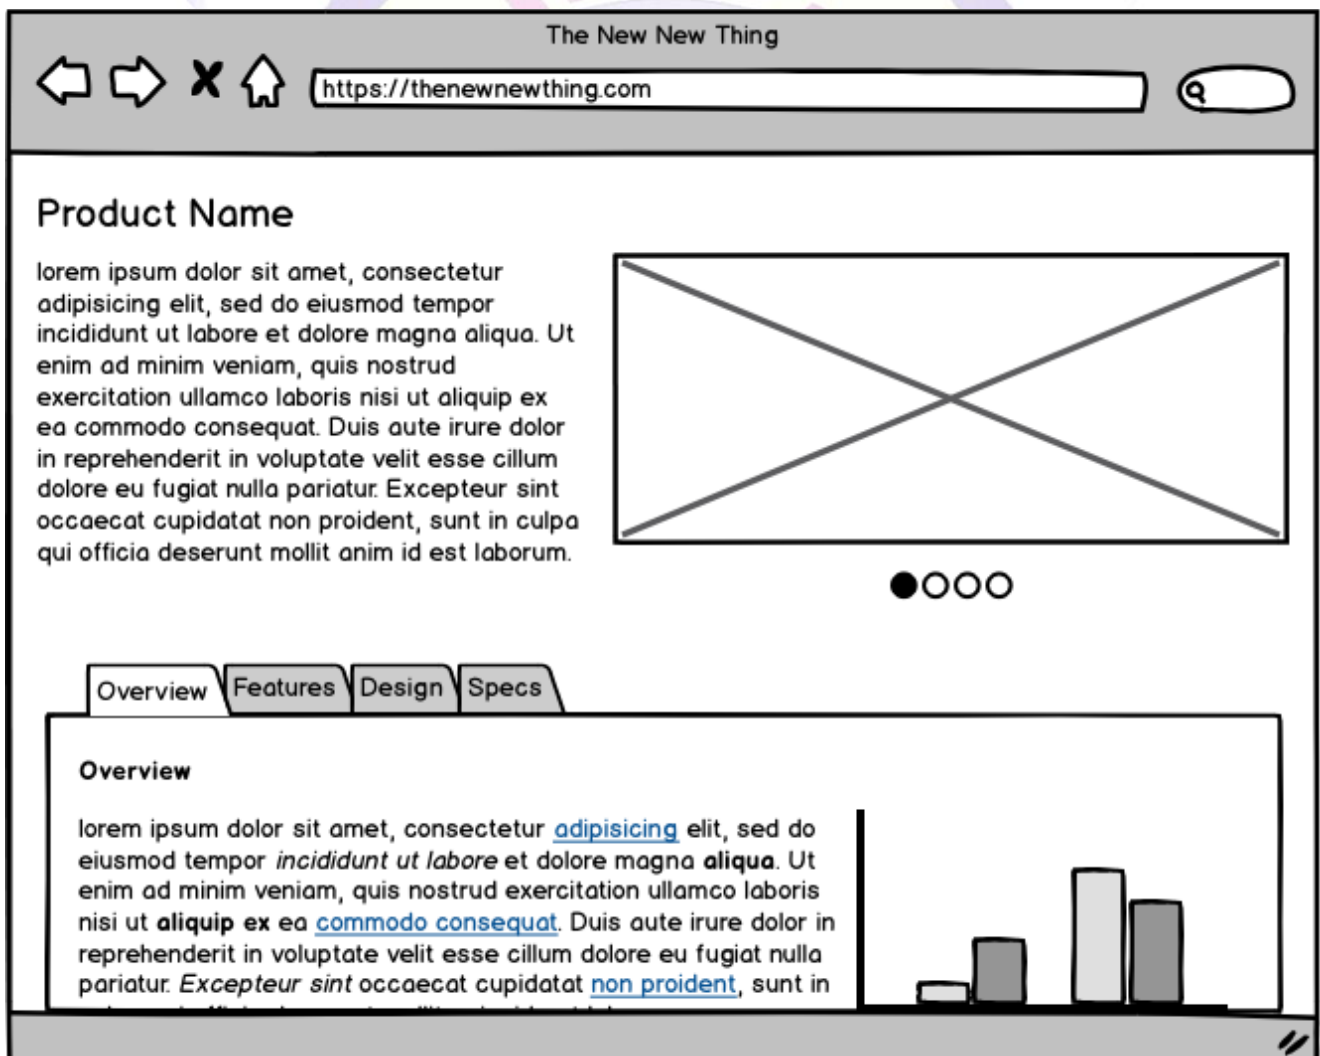 The New New Thing
https://thenewnewthing.com
Product Name
lorem ipsum dolor sit amet, consectetur
adipisicing elit, sed do eiusmod tempor
incididunt ut labore et dolore magna aliqua. Ut
enim ad minim veniam, quis nostrud
exercitation ullamco laboris nisi ut aliquip ex
ea commodo consequat. Duis aute irure dolor
in reprehenderit in voluptate velit esse cillum
dolore eu fugiat nulla pariatur. Excepteur sint
occaecat cupidatat non proident, sunt in culpa
qui officia deserunt mollit anim id est laborum.
Overview Features Design Specs
Overview
lorem ipsum dolor sit amet, consectetur adipisicing elit, sed do
eiusmod tempor incididunt ut labore et dolore magna aliqua. Ut
enim ad minim veniam, quis nostrud exercitation ullamco laboris
nisi ut aliquip ex ea commodo consequat. Duis aute irure dolor in
reprehenderit in voluptate velit esse cillum dolore eu fugiat nulla
pariatur. Excepteur sint occaecat cupidatat non proident, sunt in